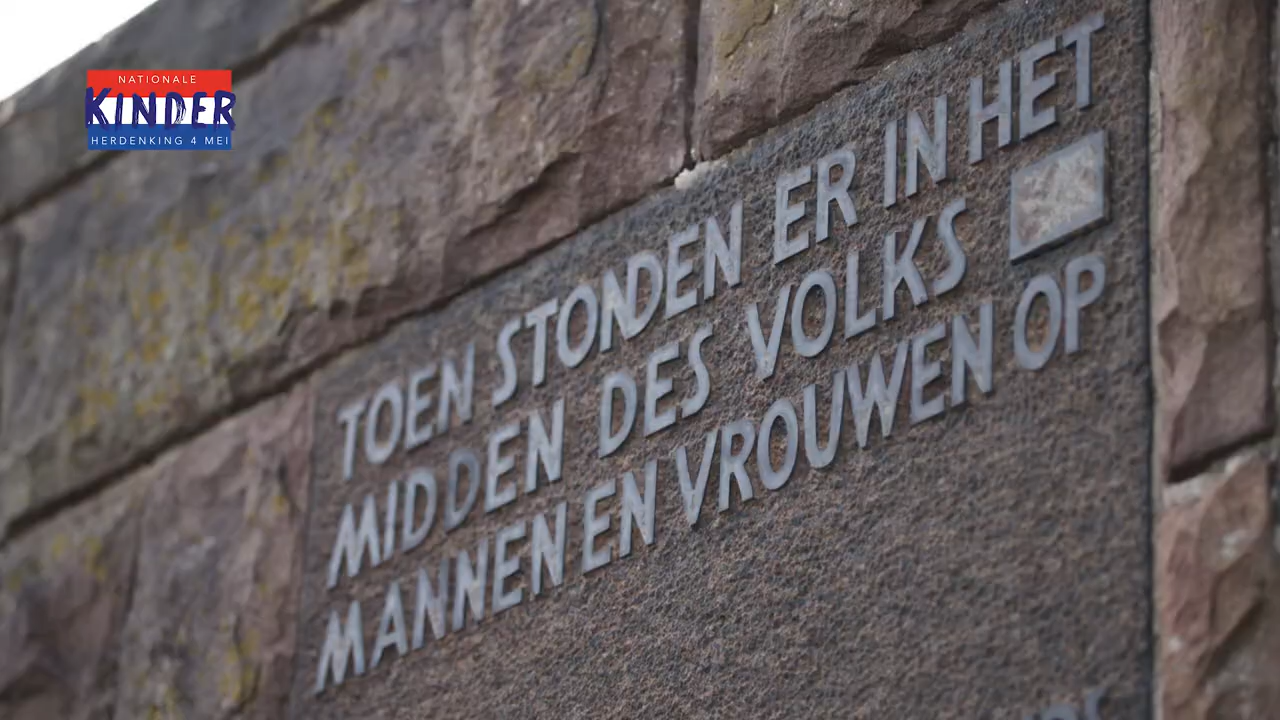 NATIONALE
KINDER
HERDENKING 4 MEI
TOEN STONDEN ER IN HET
MIDDEN DES VOLKS
MANNEN EN VROUWEN OP